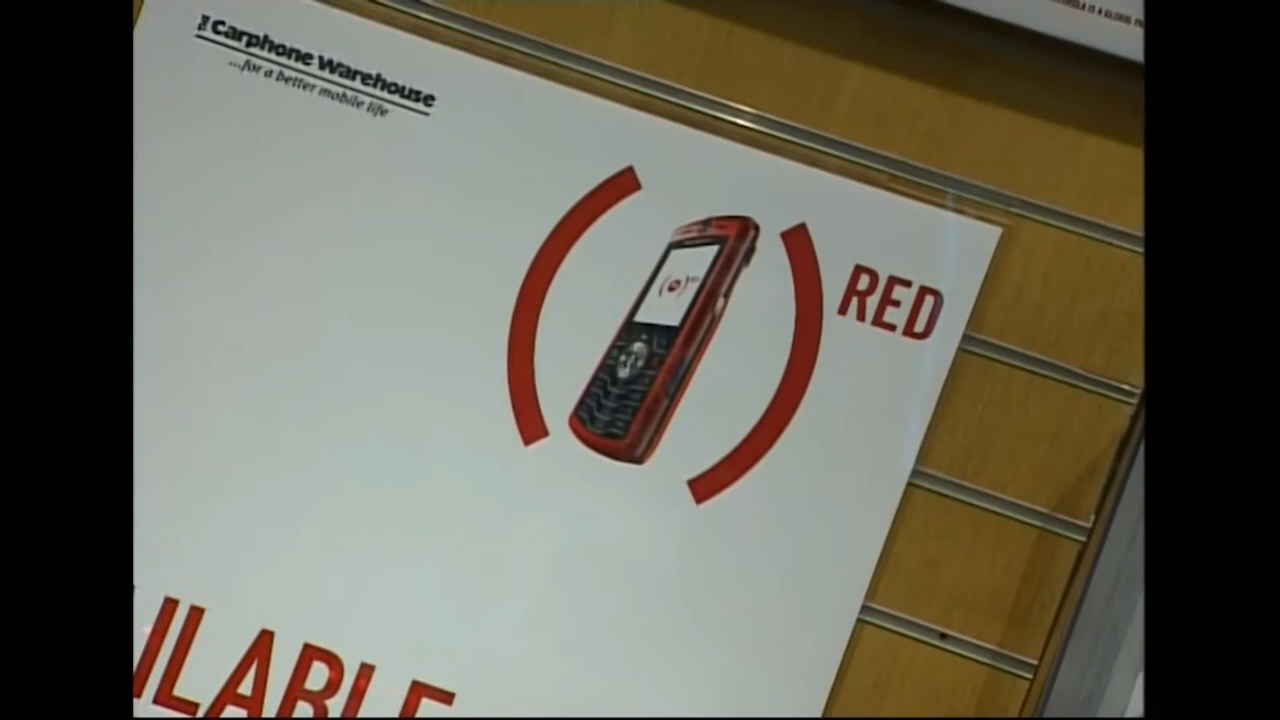 THE Carphone Warehouse
...for a better mobile life
( ) RED
ILABLE